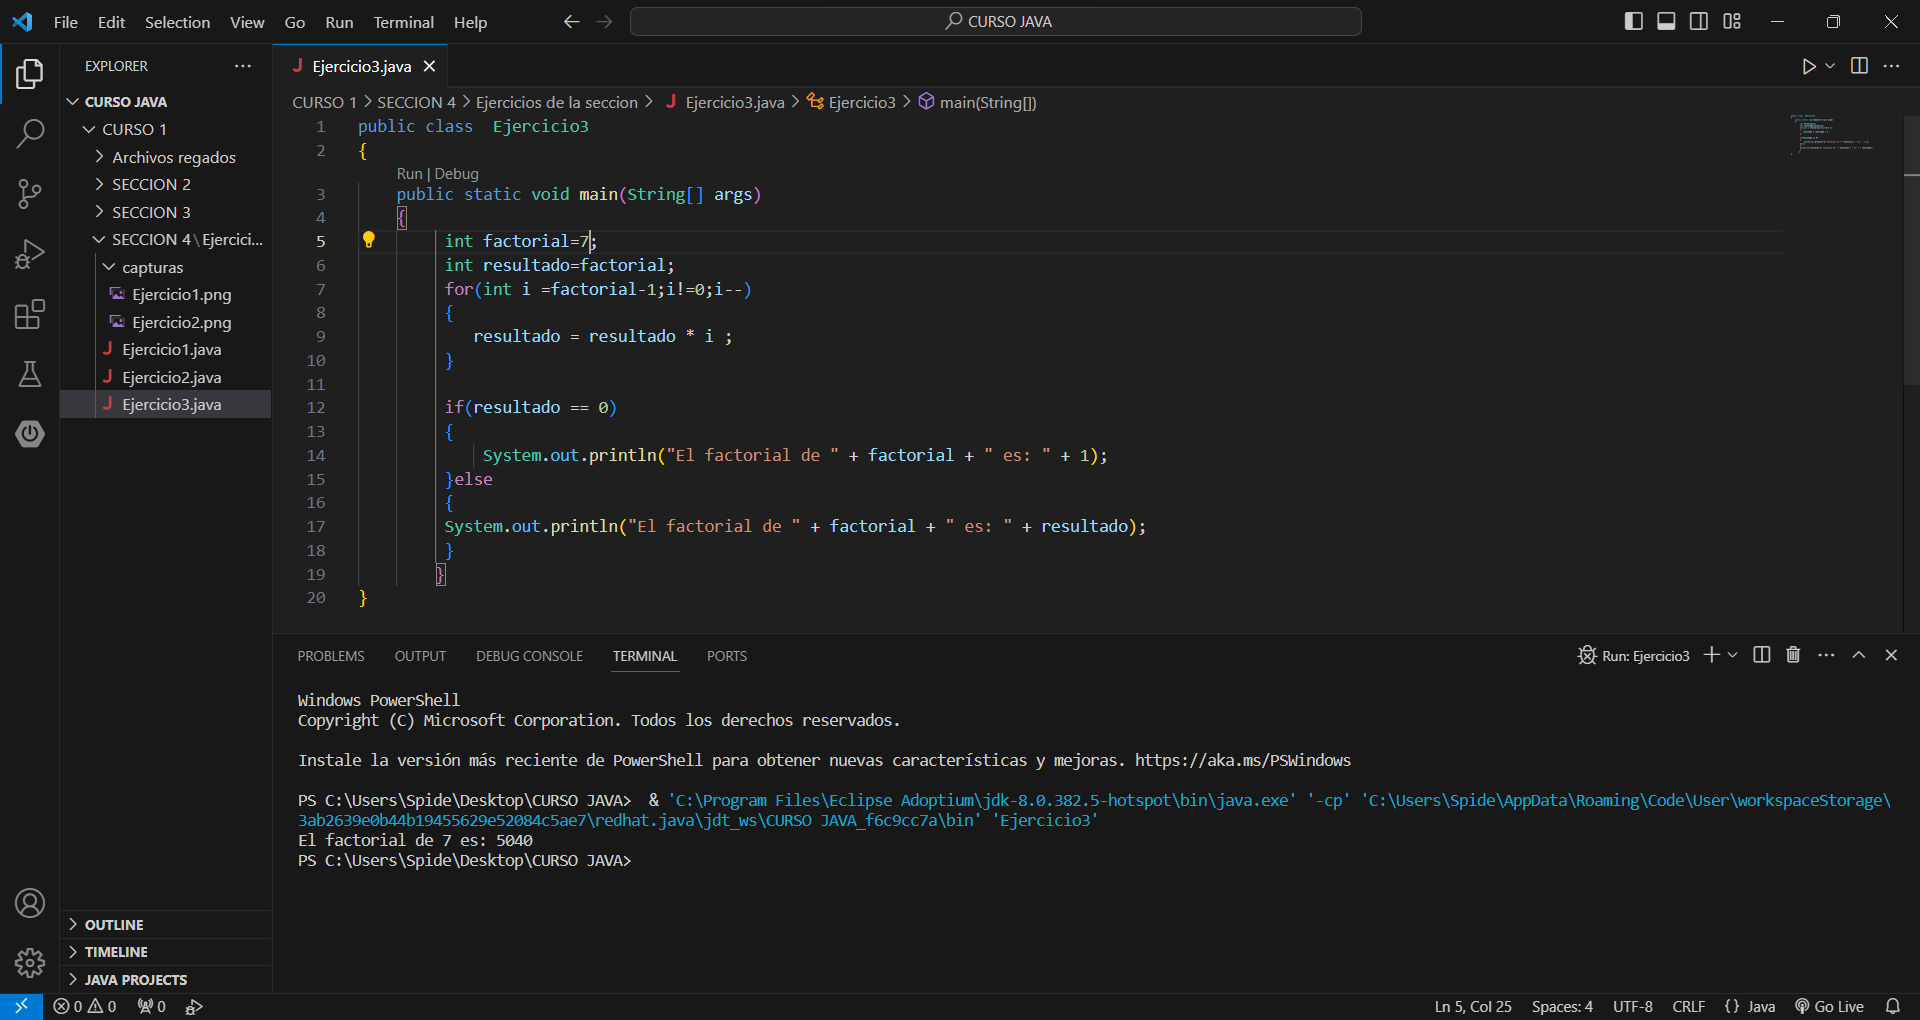 File Edit Selection View Go Run Terminal Help
CURSO JAVA
EXPLORER
CURSO JAVA
CURSO 1
Archivos regados
SECCION 2
SECCION 3
SECCION 4\Ejercici...
capturas
Ejercicio1.png
Ejercicio2.png
Ejercicio1.java
Ejercicio2.java
Ejercicio3.java
OUTLINE
TIMELINE
JAVA PROJECTS
Ejercicio3.java
CURSO 1 > SECCION 4 > Ejercicios de la seccion > Ejercicio3.java > Ejercicio3 > main(String[])
1 public class  Ejercicio3
2 {
Run | Debug
3 public static void main(String[] args)
4 {
5 int factorial=7;
6 int resultado=factorial;
7 for(int i =factorial-1;i!=0;i--)
8 {
9 resultado = resultado * i ;
10 }
11
12 if(resultado == 0)
13 {
14 System.out.println("El factorial de " + factorial + " es: " + 1);
15 }else
16 {
17 System.out.println("El factorial de " + factorial + " es: " + resultado);
18 }
19 }
20 }
PROBLEMS OUTPUT DEBUG CONSOLE TERMINAL PORTS
Run: Ejercicio3
Windows PowerShell
Copyright (C) Microsoft Corporation. Todos los derechos reservados.
Instale la versión más reciente de PowerShell para obtener nuevas características y mejoras. https://aka.ms/PSWindows
PS C:\Users\Spide\Desktop\CURSO JAVA>  & 'C:\Program Files\Eclipse Adoptium\jdk-8.0.382.5-hotspot\bin\java.exe' '-cp' 'C:\Users\Spide\AppData\Roaming\Code\User\workspaceStorage\
3ab2639e0b44b19455629e52084c5ae7\redhat.java\jdt_ws\CURSO JAVA_f6c9cc7a\bin' 'Ejercicio3'
El factorial de 7 es: 5040
PS C:\Users\Spide\Desktop\CURSO JAVA>
0 0 0
Ln 5, Col 25 Spaces: 4 UTF-8 CRLF {} Java Go Live